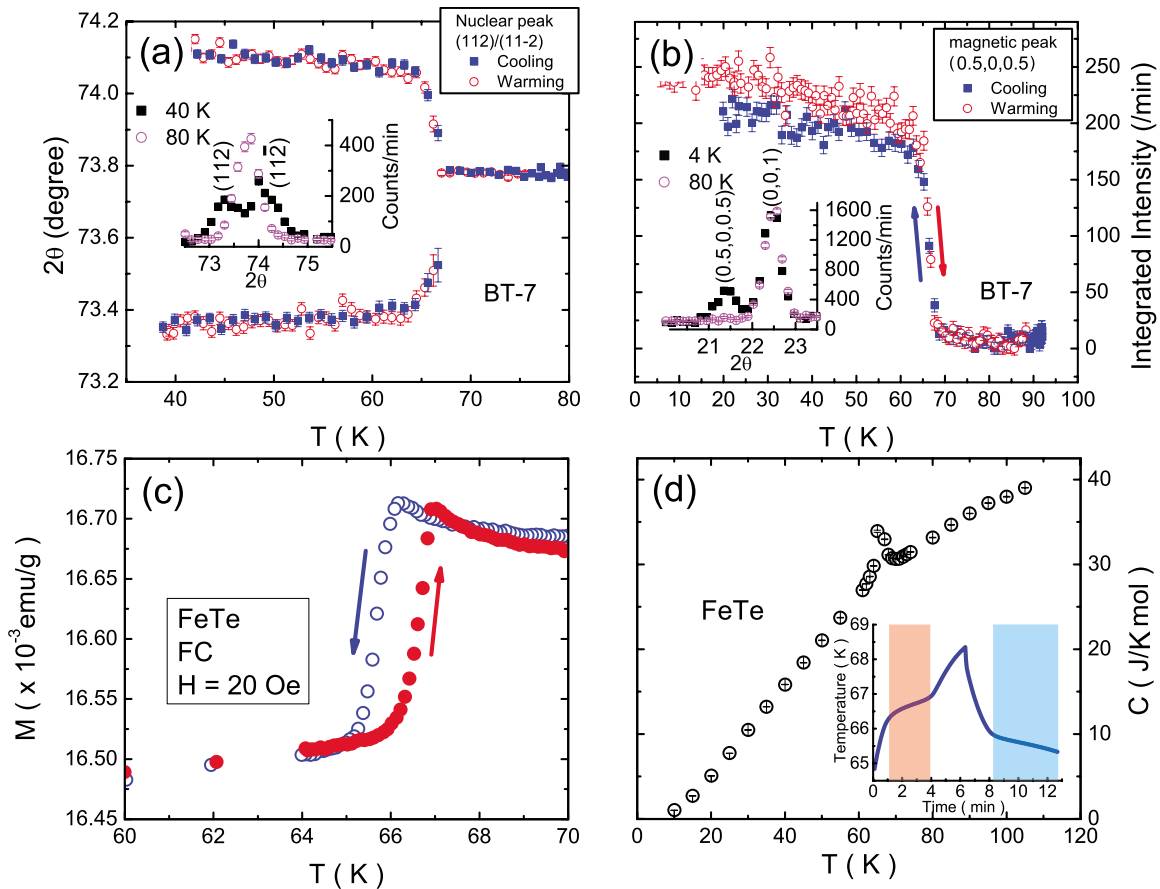 (a)
Nuclear peak
(112)/(11-2)
Cooling
Warming
74.2
74.0
73.8
73.6
73.4
73.2
2θ (degree)
40 K
80 K
(112)
(112̄)
400
200
0
Counts/min
73 74 75
2θ
BT-7
40 50 60 70 80
T ( K )
(b)
magnetic peak
(0.5,0,0.5)
Cooling
Warming
250
200
150
100
50
0
Integrated Intensity (/min)
4 K
80 K
(0.5,0,0.5)
(0,0,1)
1600
1200
800
400
0
Counts/min
21 22 23
2θ
BT-7
0 10 20 30 40 50 60 70 80 90 100
T ( K )
(c)
16.75
16.70
16.65
16.60
16.55
16.50
16.45
M ( x 10⁻³emu/g )
FeTe
FC
H = 20 Oe
60 62 64 66 68 70
T ( K )
(d)
40
30
20
10
0
C ( J/K mol )
FeTe
69
68
67
66
65
Temperature ( K )
0 2 4 6 8 10 12
Time ( min )
0 20 40 60 80 100 120
T ( K )